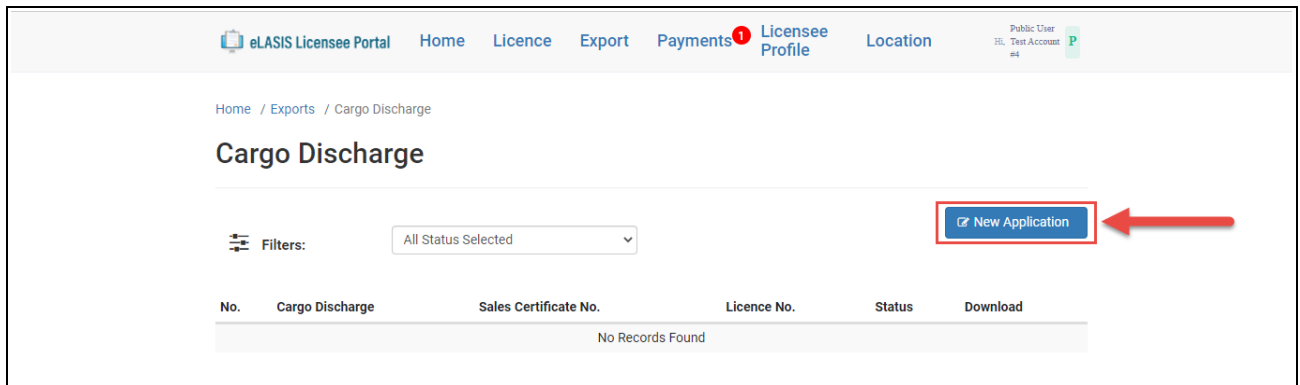 eLASIS Licensee Portal Home Licence Export Payments 1 Licensee Profile Location Hi, Public User Test Account #4 P
Home / Exports / Cargo Discharge
Cargo Discharge
New Application
Filters: All Status Selected
No. Cargo Discharge Sales Certificate No. Licence No. Status Download
No Records Found